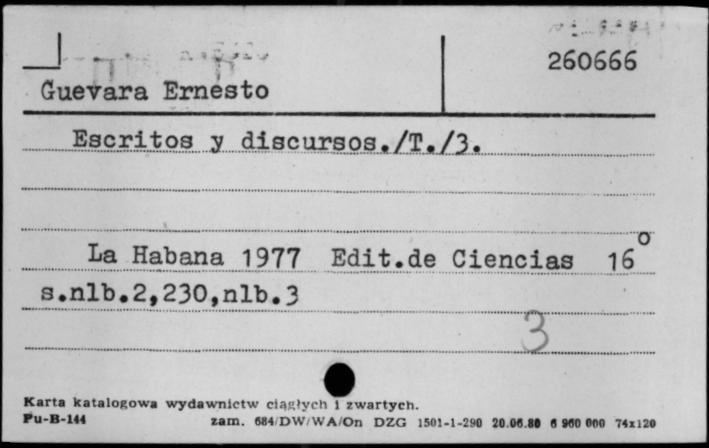 260666
Guevara Ernesto
Escritos y discursos./T./3.
La Habana 1977 Edit.de Ciencias 16°
s.nlb.2,230,nlb.3
3
Karta katalogowa wydawnictw ciągłych i zwartych.
Pu-B-144 zam. 684/DW/WA/On DZG 1501-1-290 20.06.80 6 960 000 74x120